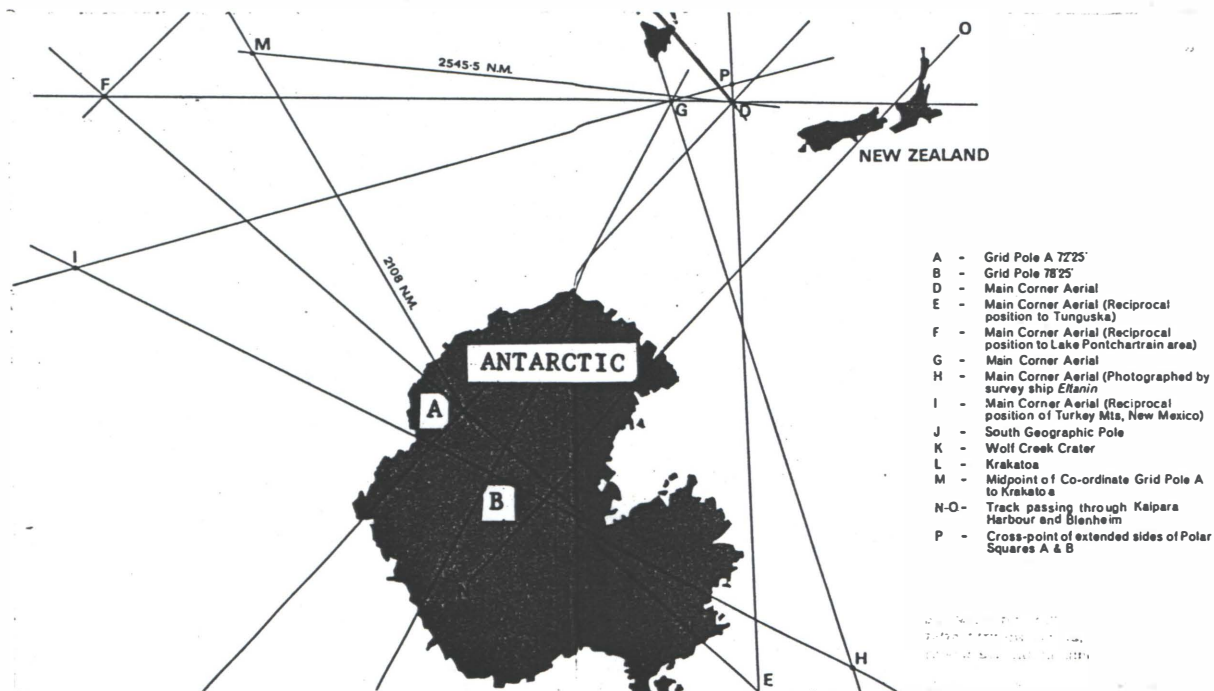 O
M
2545·5 N.M.
P
F
G
D
NEW ZEALAND
I
2108 N.M.
ANTARCTIC
A
B
H
E
A - Grid Pole A 72°25'
B - Grid Pole 78°25'
D - Main Corner Aerial
E - Main Corner Aerial (Reciprocal
position to Tunguska)
F - Main Corner Aerial (Reciprocal
position to Lake Pontchartrain area)
G - Main Corner Aerial
H - Main Corner Aerial (Photographed by
survey ship Eltanin
I - Main Corner Aerial (Reciprocal
position of Turkey Mts, New Mexico)
J - South Geographic Pole
K - Wolf Creek Crater
L - Krakatoa
M - Midpoint of Co-ordinate Grid Pole A
to Krakatoa
N-O- Track passing through Kaipara
Harbour and Blenheim
P - Cross-point of extended sides of Polar
Squares A & B